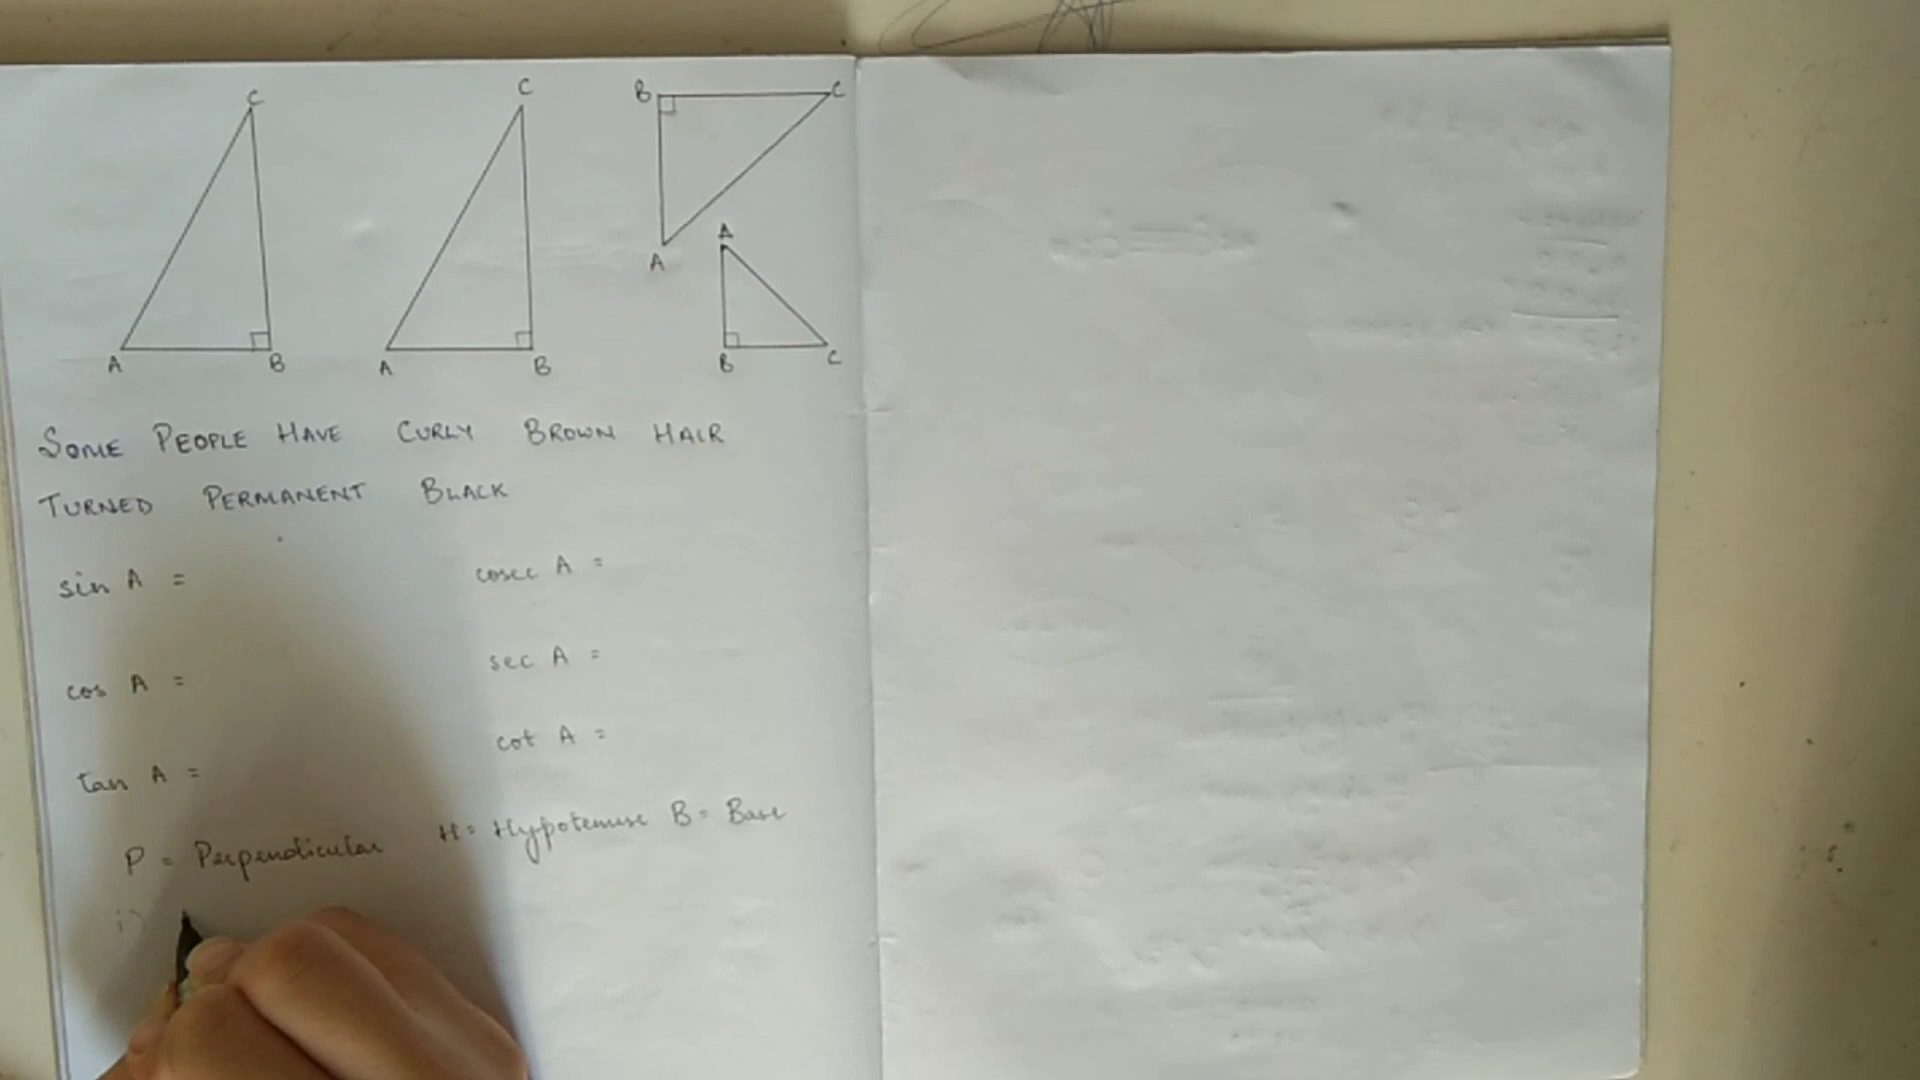 C
C
B C
A
A
A B
A B
B C
SOME PEOPLE HAVE CURLY BROWN HAIR
TURNED PERMANENT BLACK
sin A =
cosec A =
cos A =
sec A =
tan A =
cot A =
P = Perpendicular H = Hypotenuse B = Base
i)